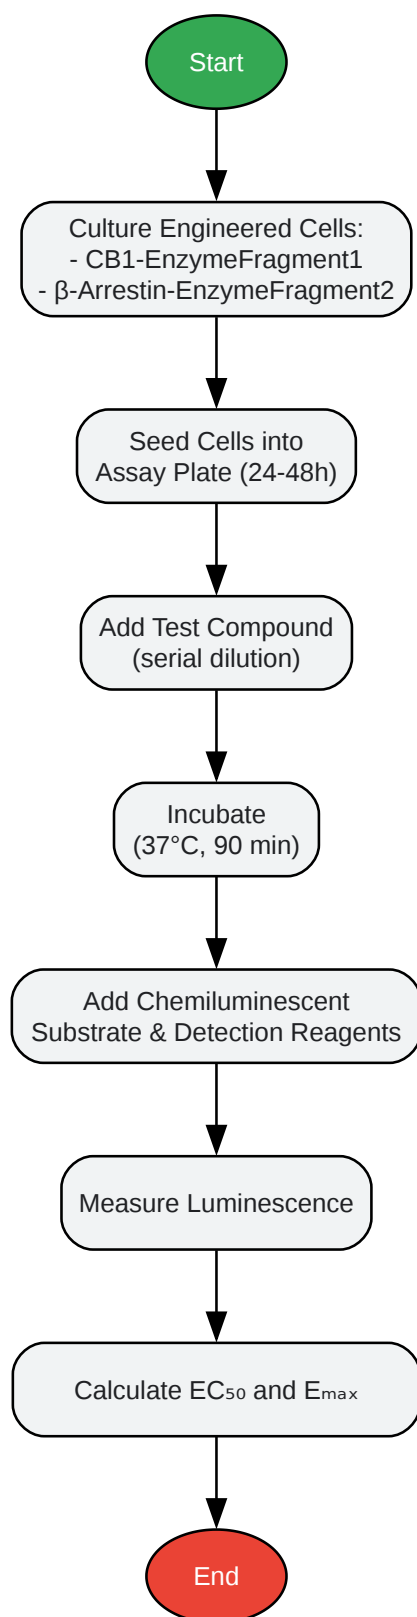 Start
Culture Engineered Cells:
- CB1-EnzymeFragment1
- β-Arrestin-EnzymeFragment2
Seed Cells into
Assay Plate (24-48h)
Add Test Compound
(serial dilution)
Incubate
(37°C, 90 min)
Add Chemiluminescent
Substrate & Detection Reagents
Measure Luminescence
Calculate EC₅₀ and Eₘₐₓ
End